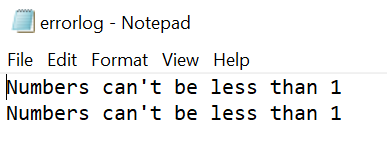 errorlog - Notepad
File Edit Format View Help
Numbers can't be less than 1
Numbers can't be less than 1